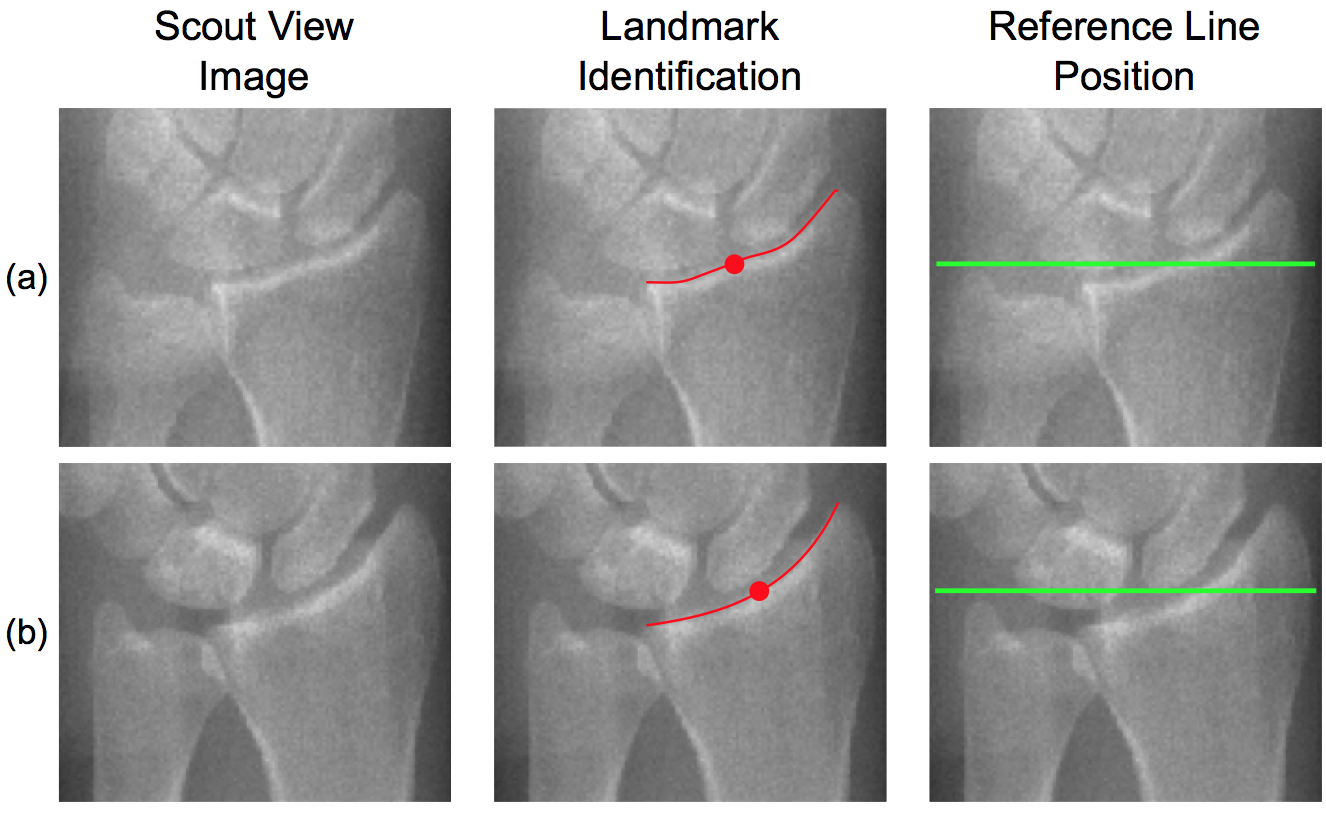 Scout View
Image
Landmark
Identification
Reference Line
Position
(a)
(b)